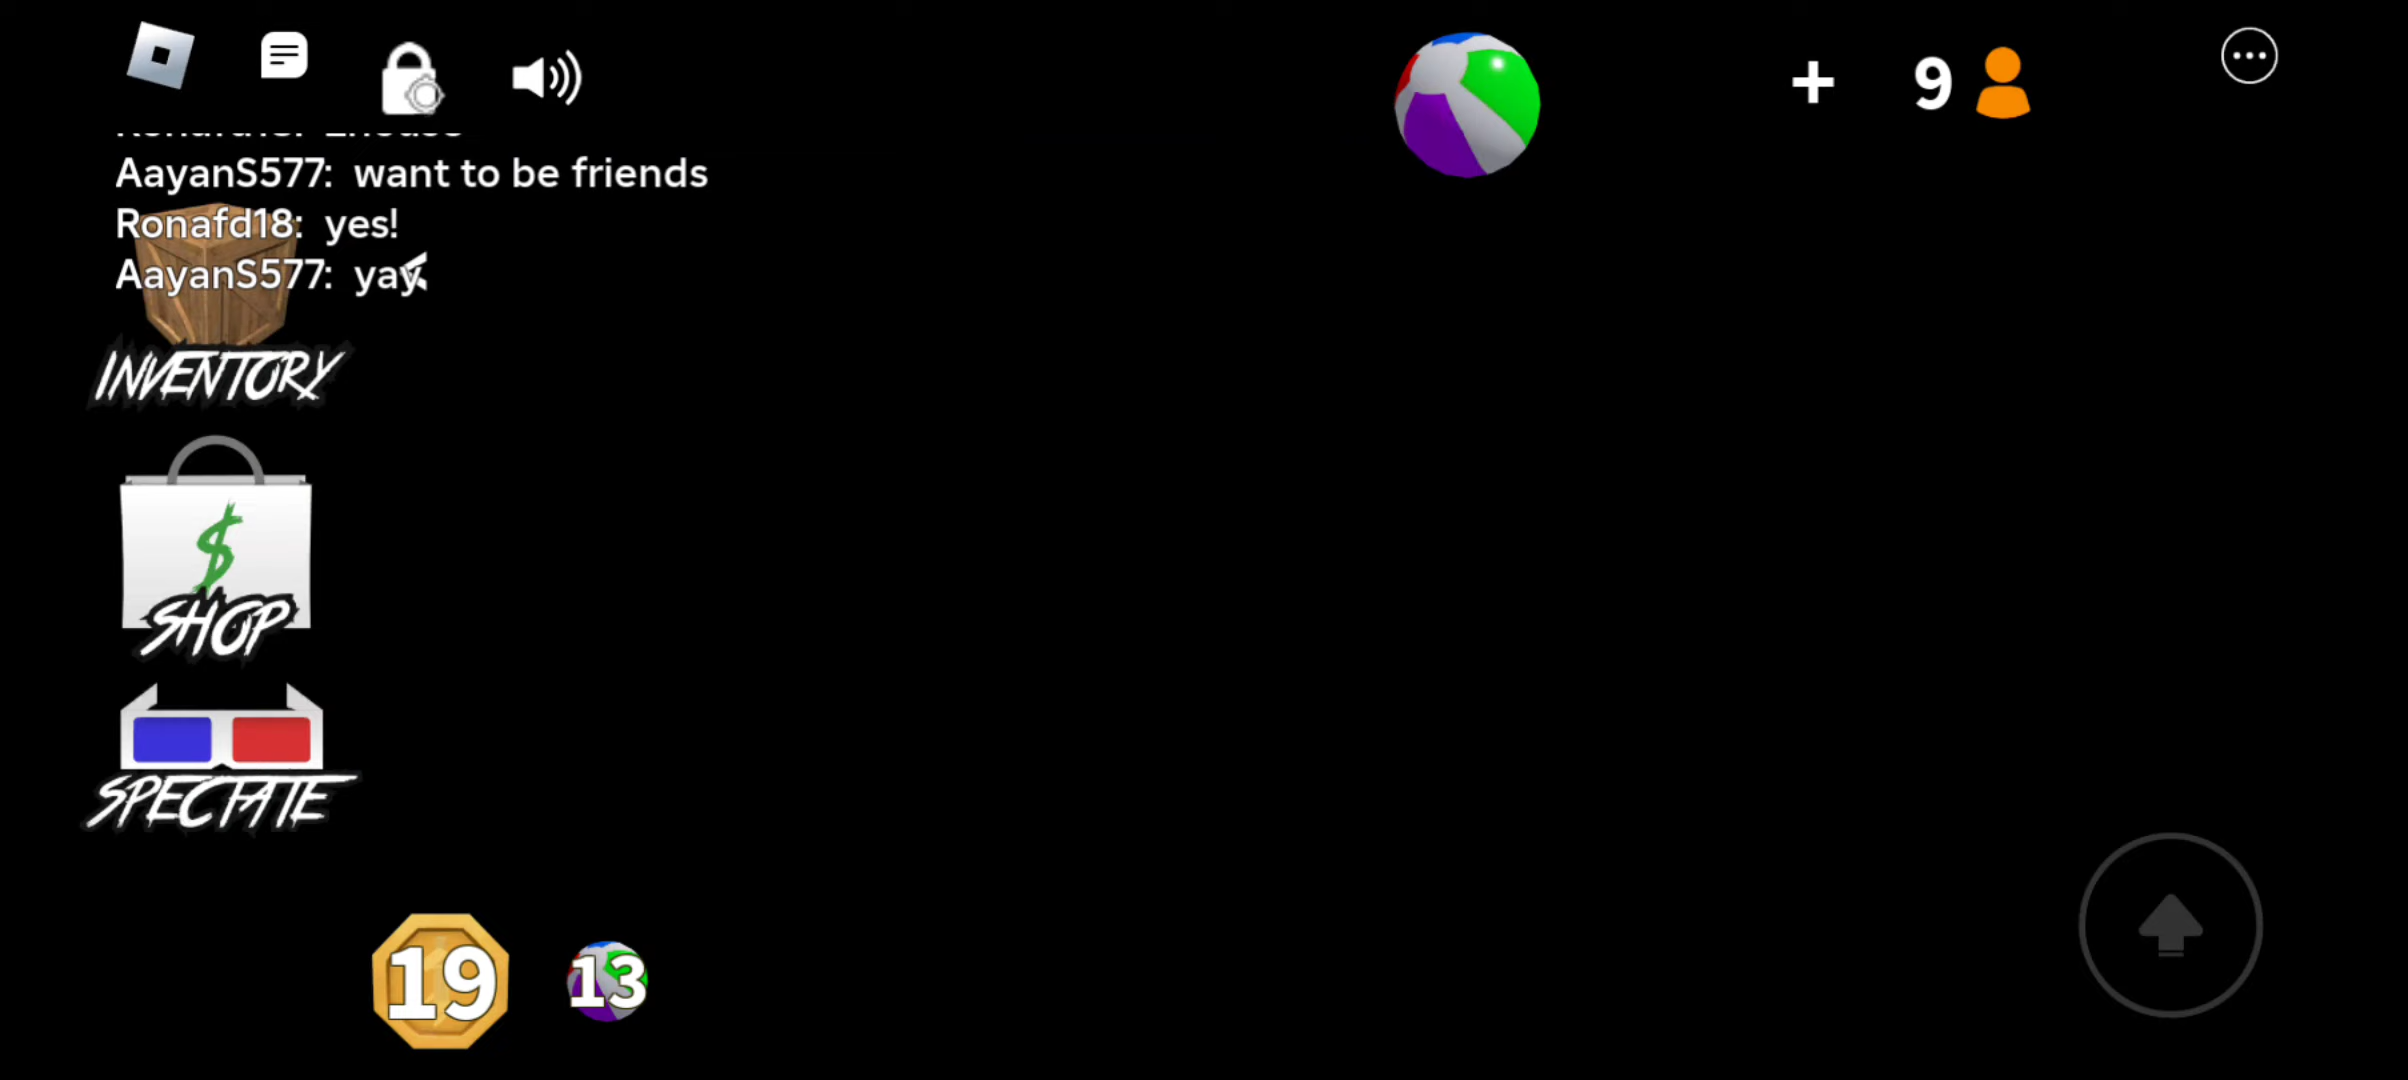 + 9
AayanS577: want to be friends
Ronafd18: yes!
AayanS577: yay
INVENTORY
$
SHOP
SPECTATE
19 13